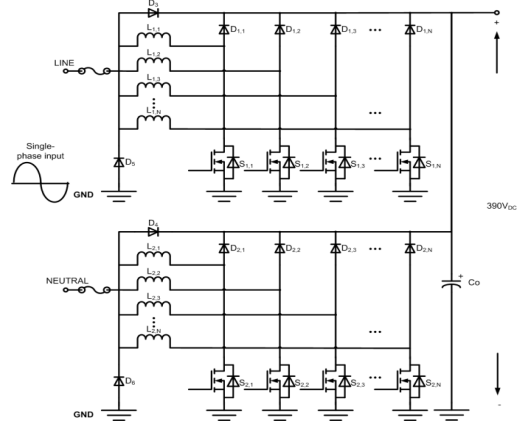 D3
L1,1
D1,1
D1,2
D1,3
...
D1,N
+
LINE
L1,2
L1,3
...
L1,N
...
Single-
phase input
D5
S1,1
S1,2
S1,3
...
S1,N
GND
390VDC
D4
L2,1
D2,1
D2,2
D2,3
...
D2,N
NEUTRAL
L2,2
+
Co
L2,3
...
L2,N
...
D6
S2,1
S2,2
S2,3
...
S2,N
GND
-